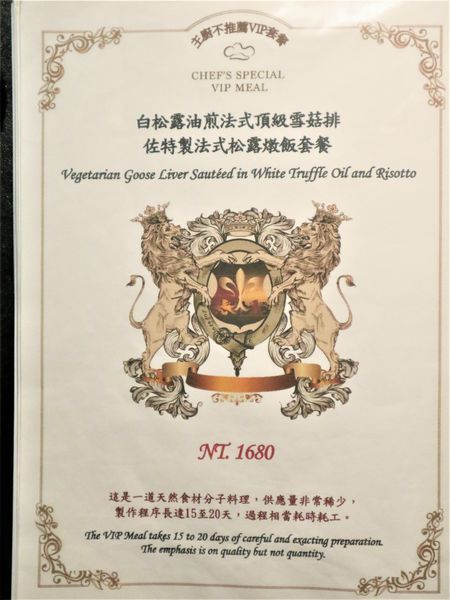 主廚不推薦VIP套餐
CHEF'S SPECIAL
VIP MEAL
白松露油煎法式頂級雪菇排
佐特製法式松露燉飯套餐
Vegetarian Goose Liver Sautéed in White Truffle Oil and Risotto
NT. 1680
這是一道天然食材分子料理，供應量非常稀少，
製作程序長達15至20天，過程相當耗時耗工。
The VIP Meal takes 15 to 20 days of careful and exacting preparation.
The emphasis is on quality but not quantity.